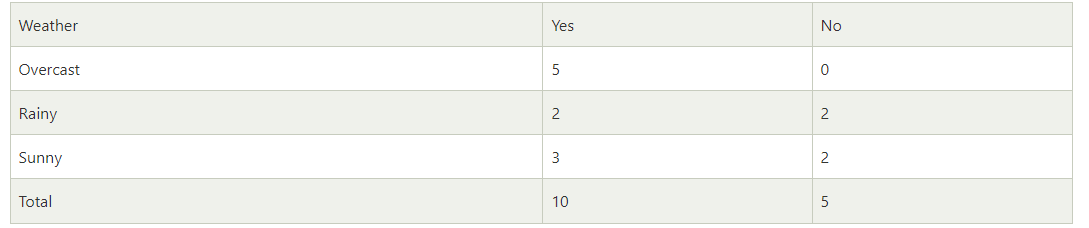 Weather Yes No
Overcast 5 0
Rainy 2 2
Sunny 3 2
Total 10 5